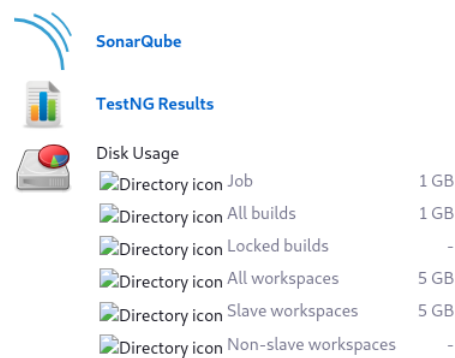 SonarQube
TestNG Results
Disk Usage
Directory icon Job 1 GB
Directory icon All builds 1 GB
Directory icon Locked builds -
Directory icon All workspaces 5 GB
Directory icon Slave workspaces 5 GB
Directory icon Non-slave workspaces -